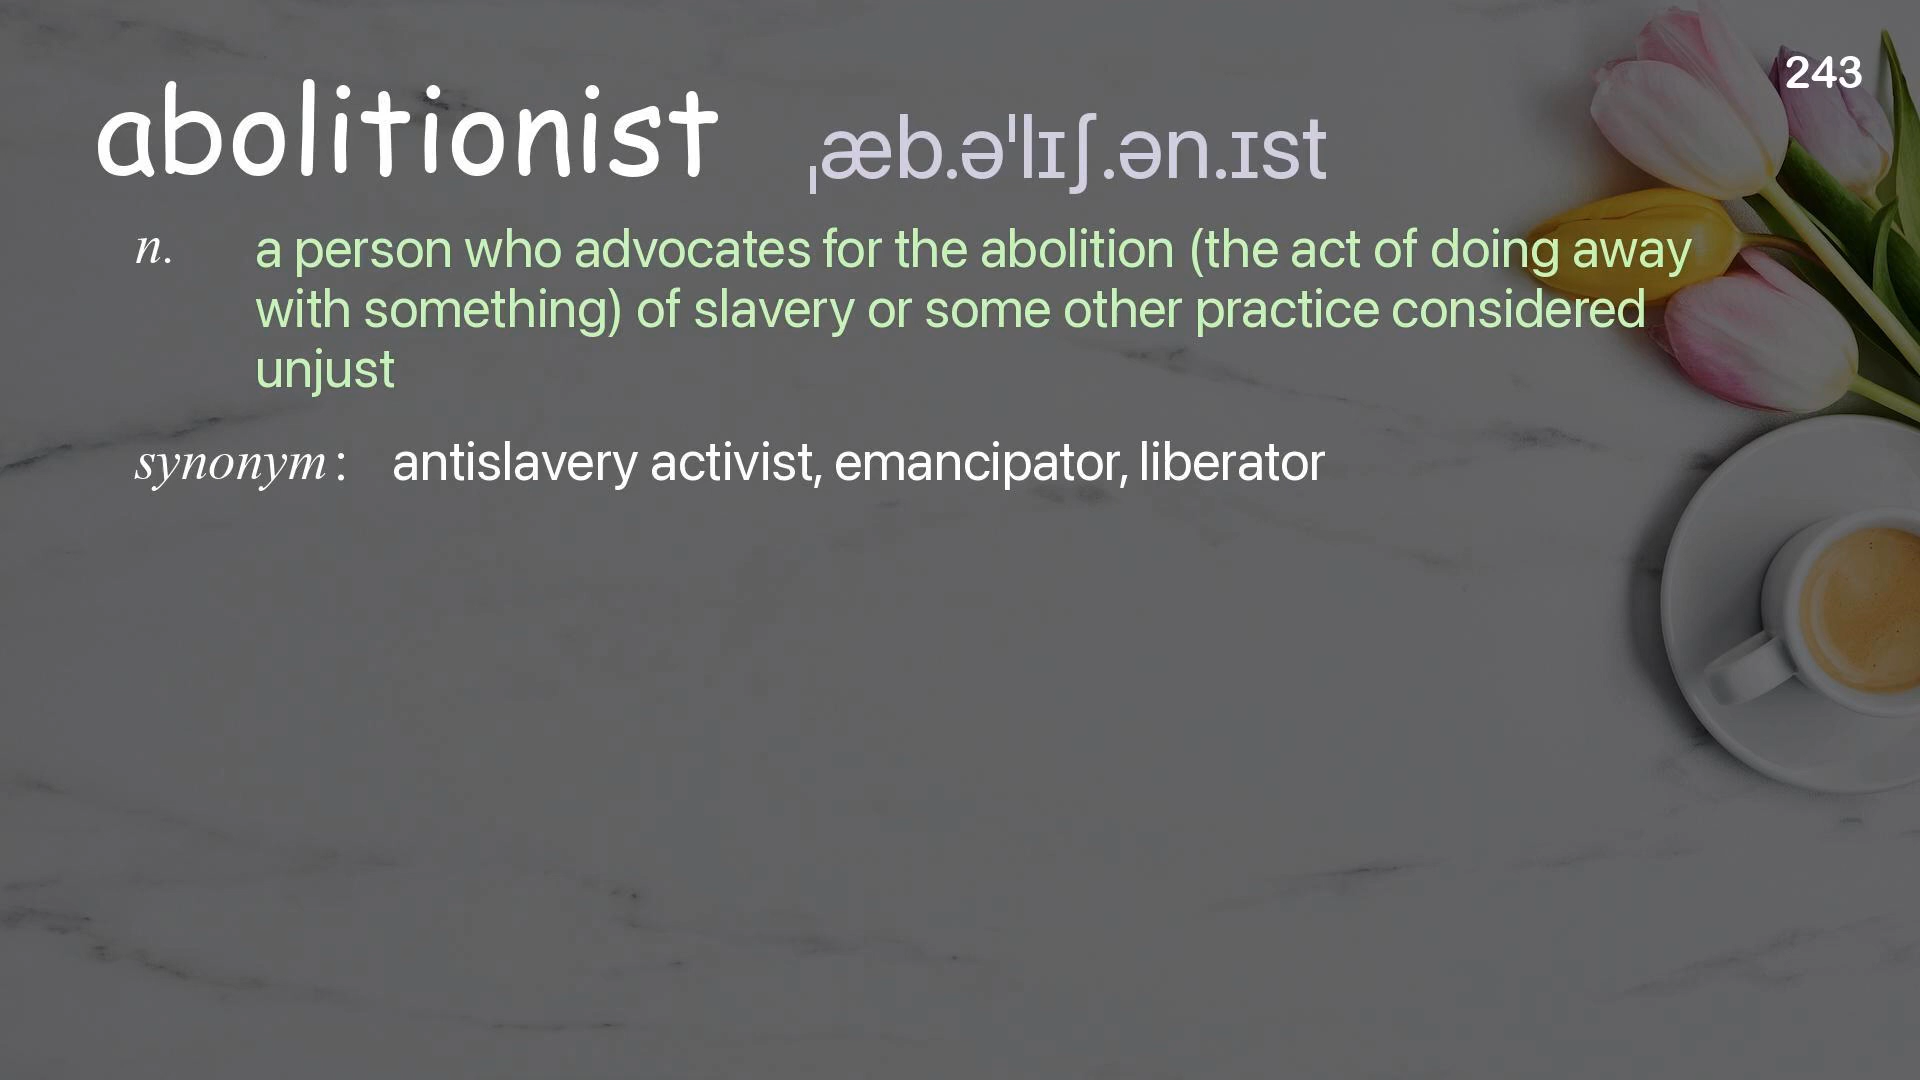 243
abolitionist ˌæb.əˈlɪʃ.ən.ɪst
n. a person who advocates for the abolition (the act of doing away
with something) of slavery or some other practice considered
unjust
synonym: antislavery activist, emancipator, liberator